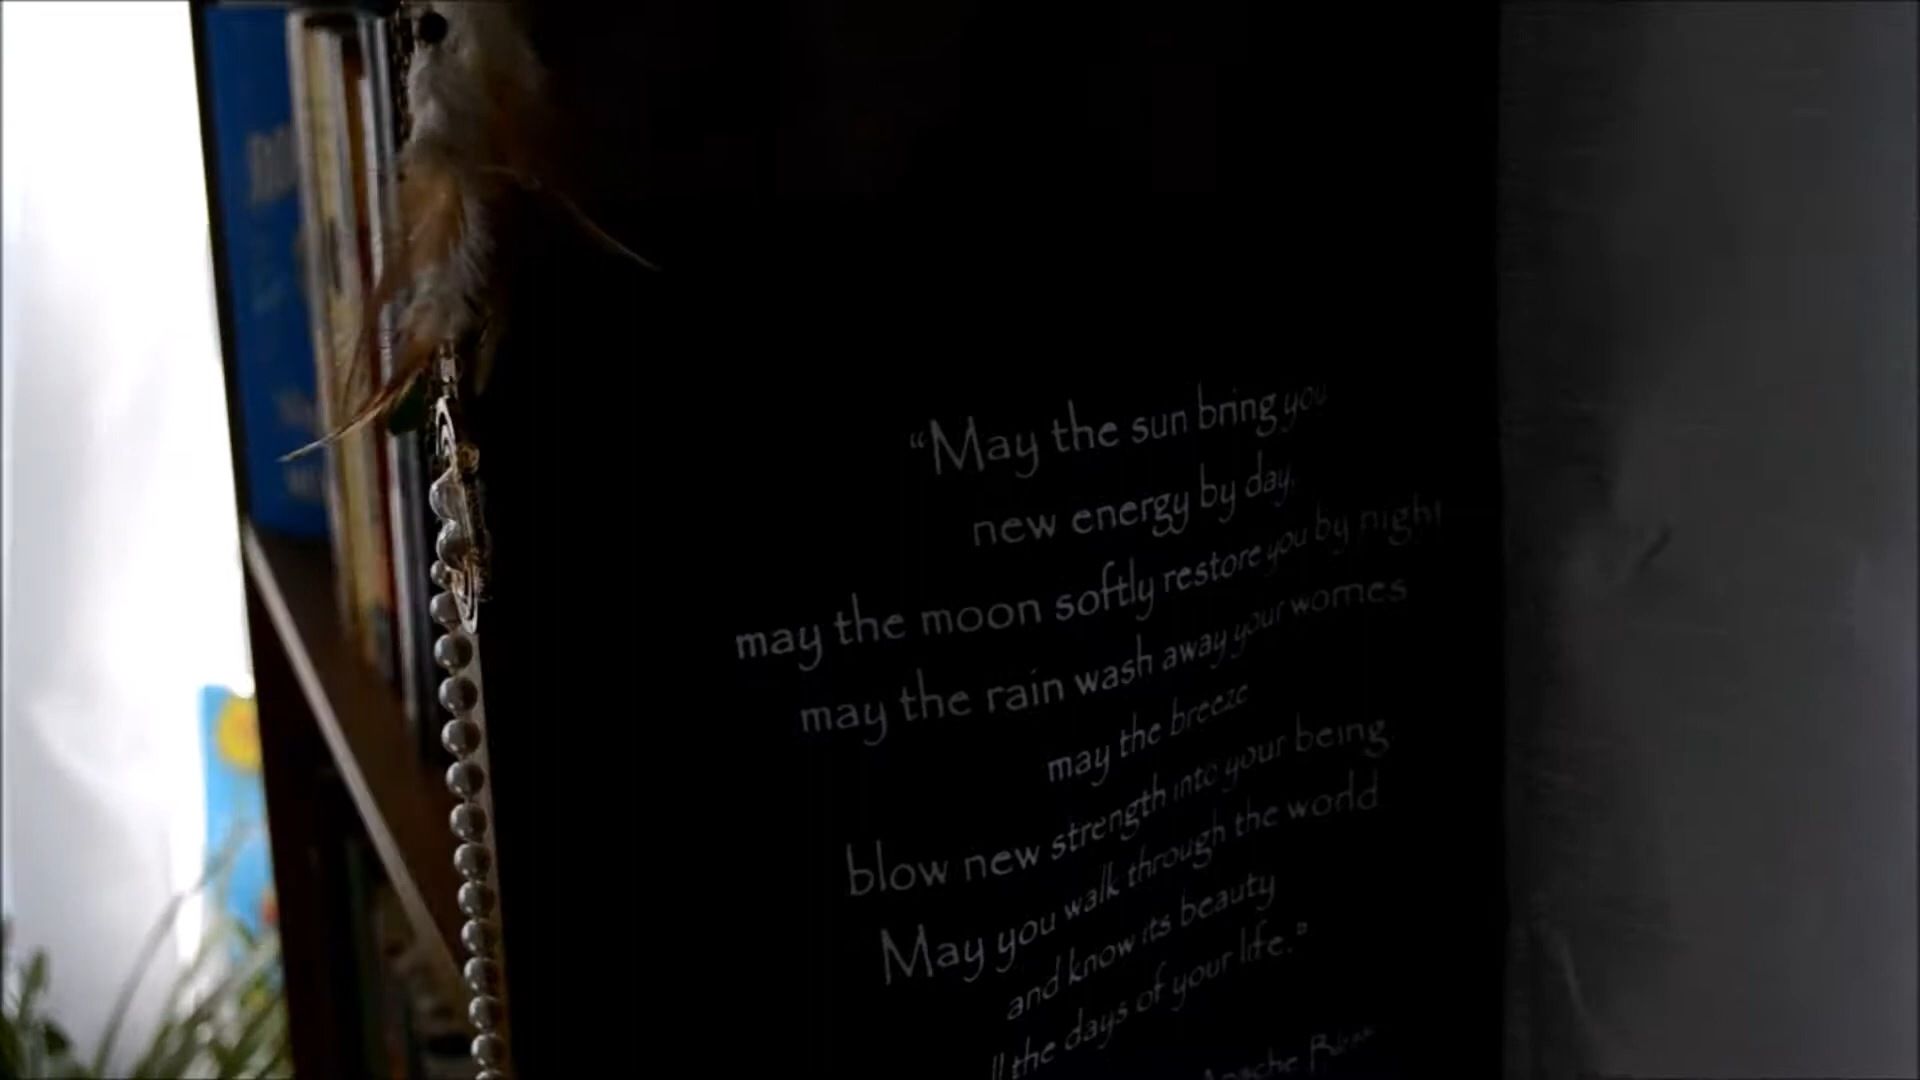 “May the sun bring you
new energy by day,
may the moon softly restore you by night
may the rain wash away your worries
may the breeze
blow new strength into your being.
May you walk through the world
and know its beauty
ll the days of your life.”
Apache